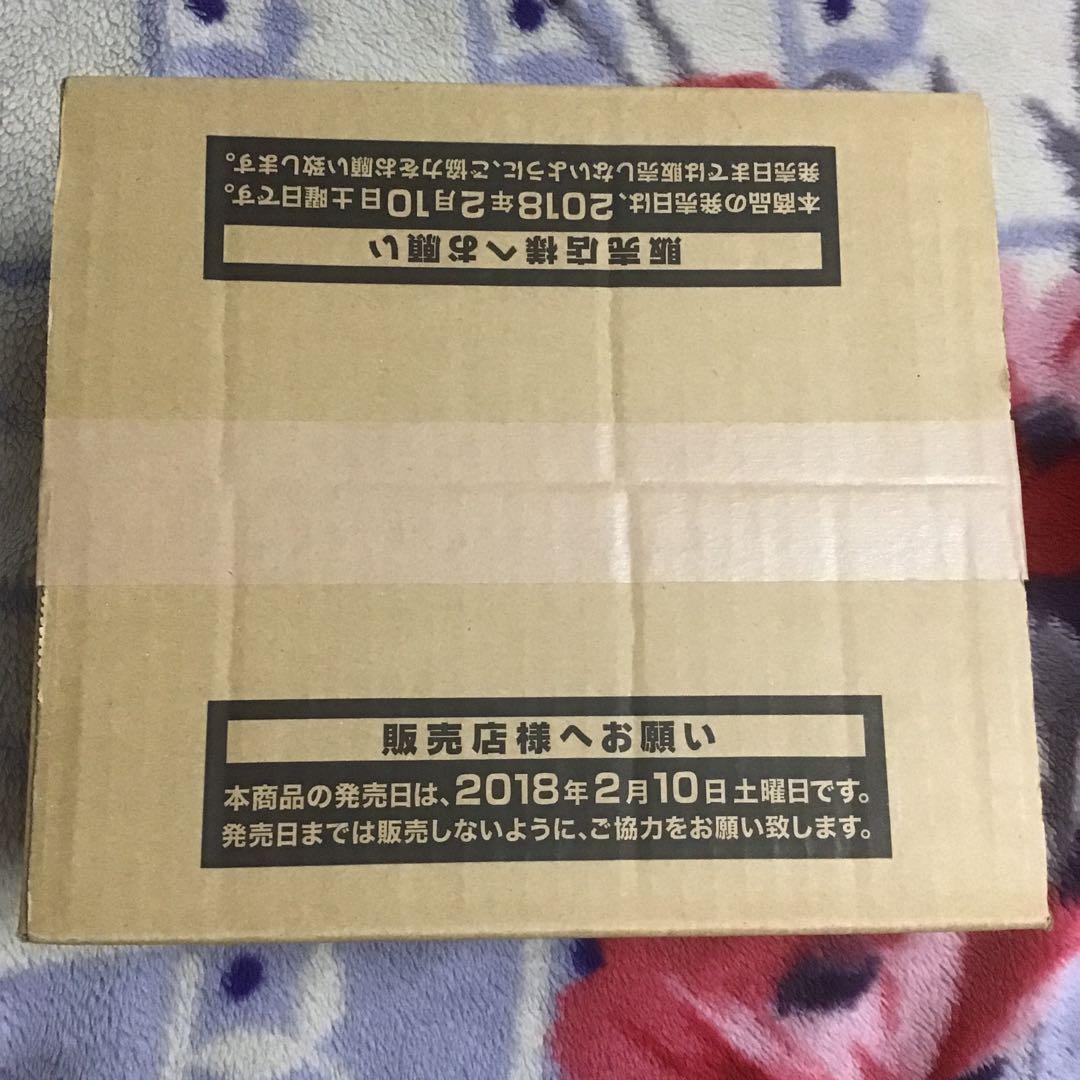 発売日までは販売しないように、ご協力をお願い致します。
本商品の発売日は、2018年2月10日土曜日です。
販売店様へお願い
販売店様へお願い
本商品の発売日は、2018年2月10日土曜日です。
発売日までは販売しないように、ご協力をお願い致します。